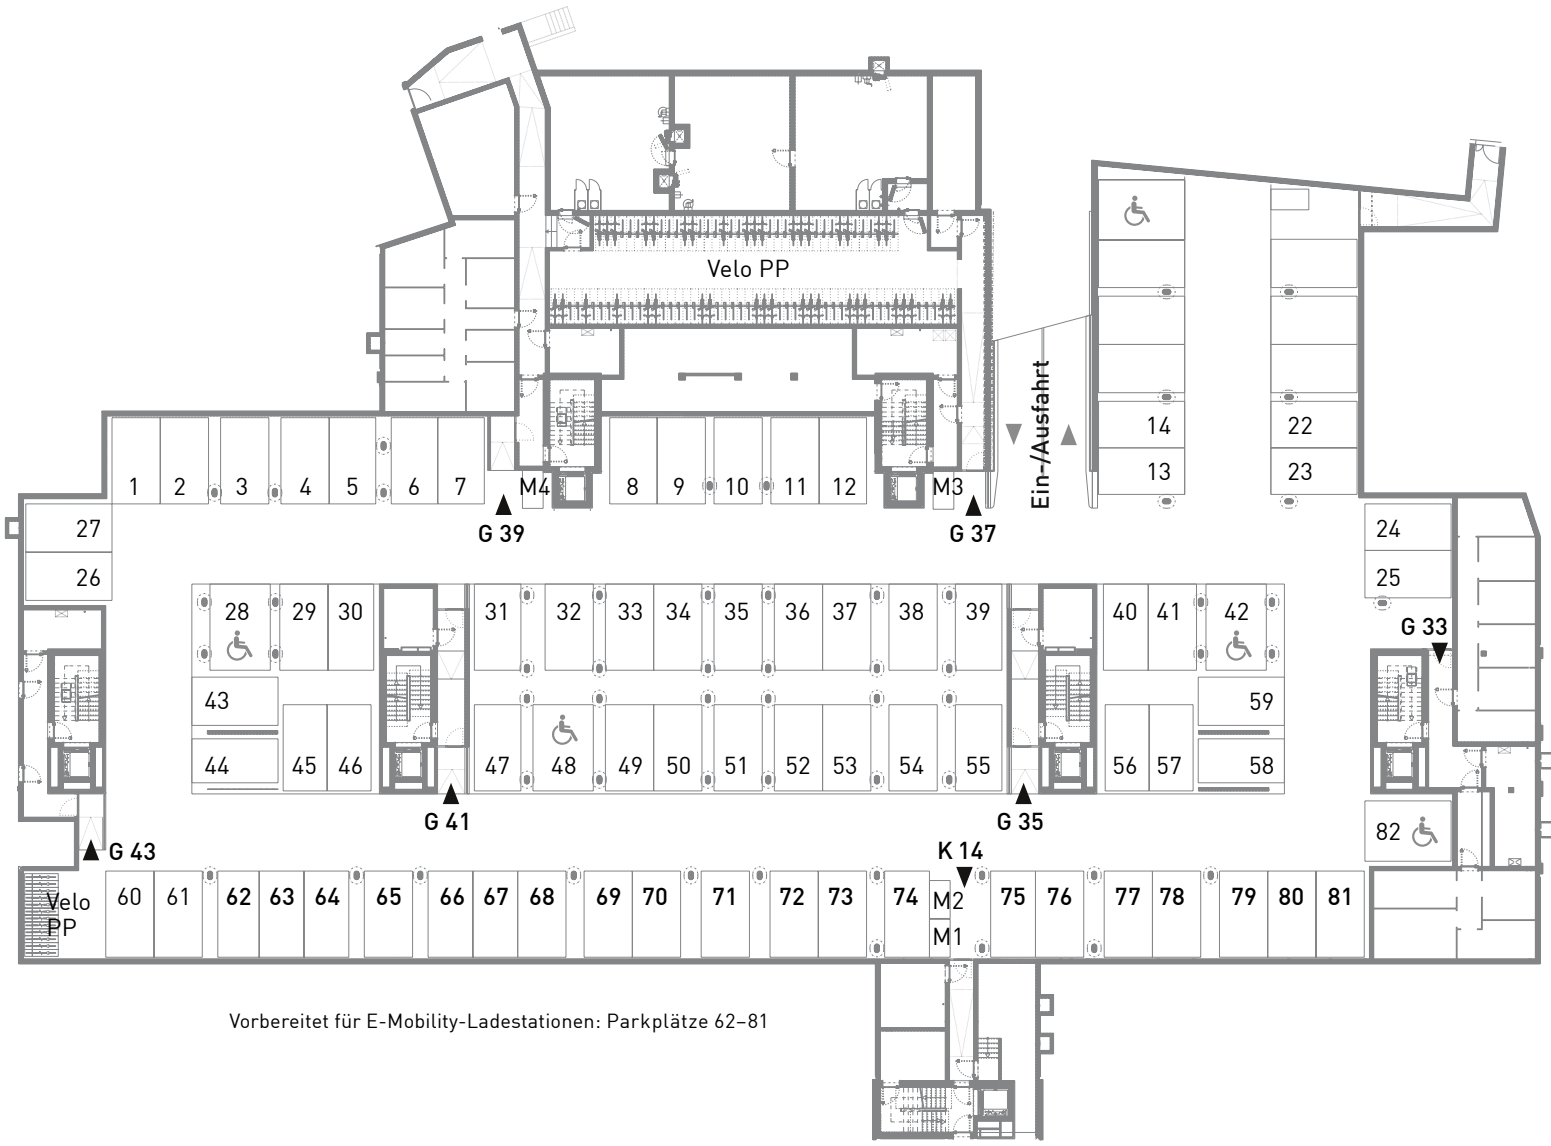 Velo PP
Ein-/Ausfahrt
14
22
13
23
1 2 3 4 5 6 7 M4 8 9 10 11 12 M3
G 39
G 37
27
24
26
25
28 29 30 31 32 33 34 35 36 37 38 39 40 41 42
G 33
43
59
44 45 46 47 48 49 50 51 52 53 54 55 56 57 58
G 41
G 35
82
G 43
K 14
Velo
PP
60 61 62 63 64 65 66 67 68 69 70 71 72 73 74 M2 75 76 77 78 79 80 81
M1
Vorbereitet für E-Mobility-Ladestationen: Parkplätze 62–81